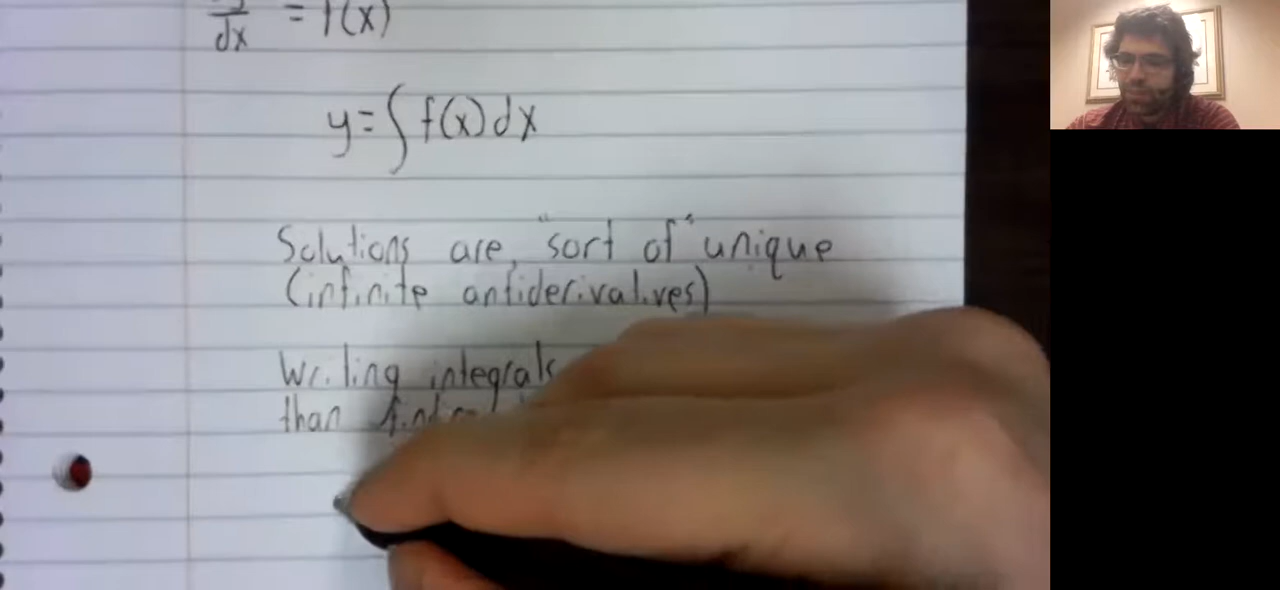 dx = f(x)
y = ∫ f(x) dx
Solutions are "sort of" unique
(infinite antiderivatives)
Writing integrals
than